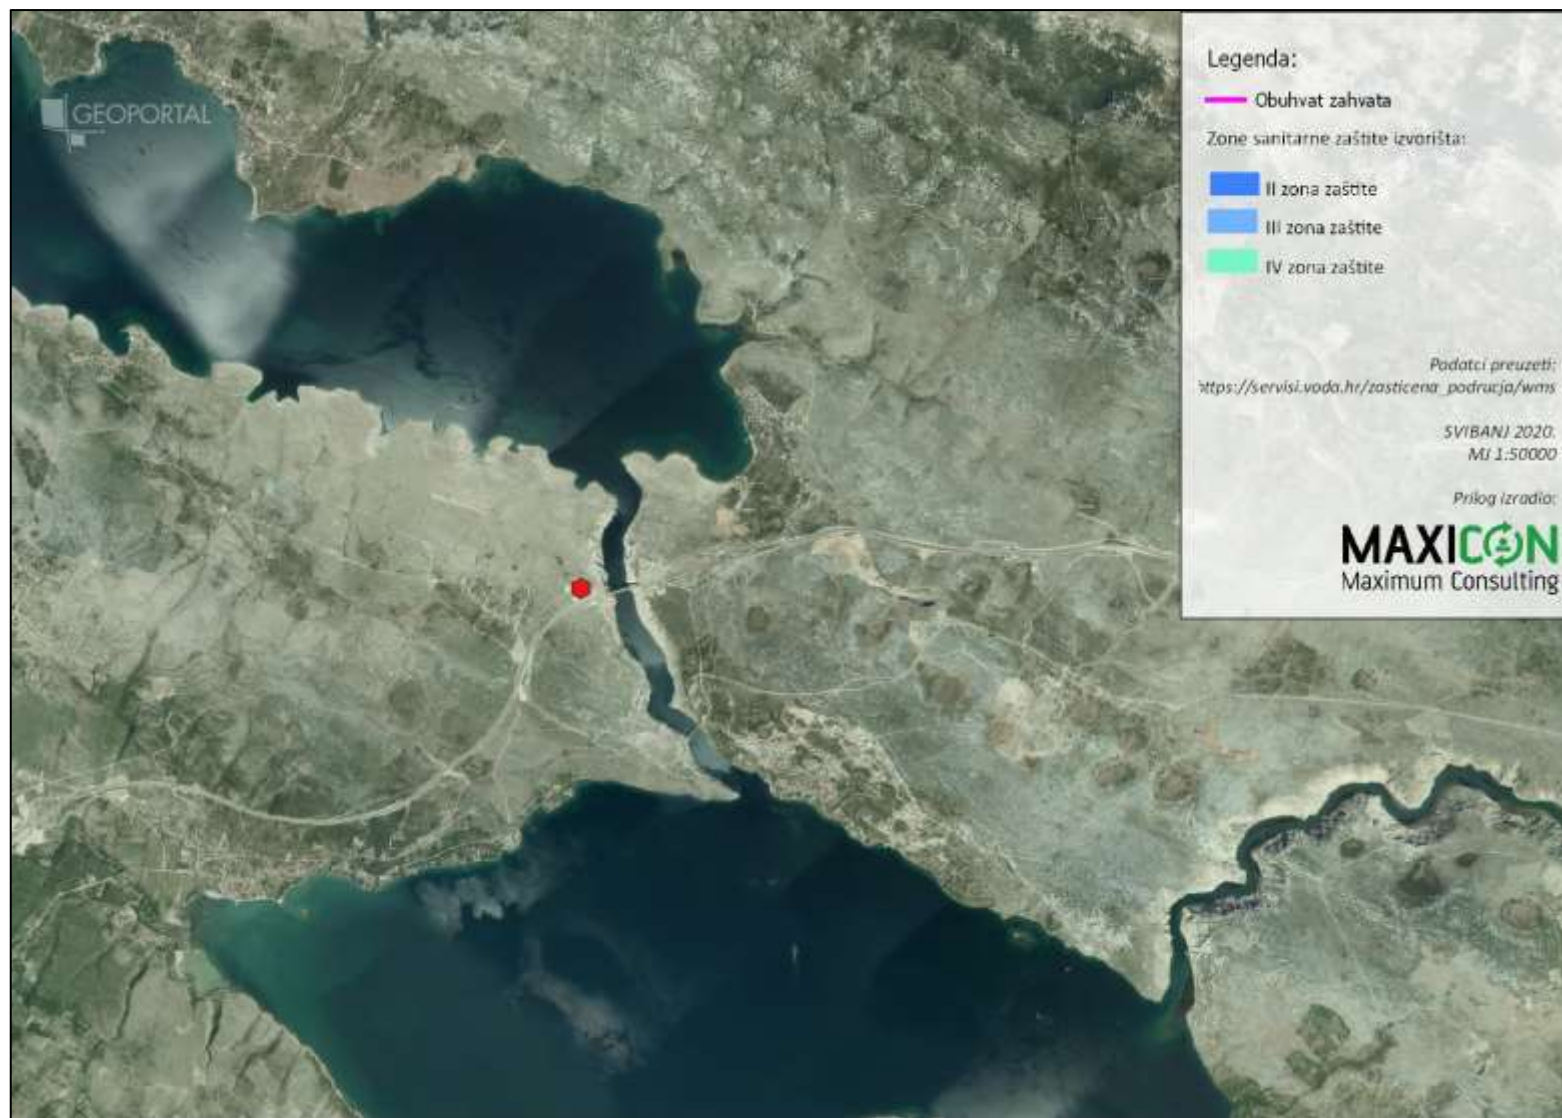 GEOPORTAL
Legenda:
Obuhvat zahvata
Zone sanitarne zaštite izvorišta:
II zona zaštite
III zona zaštite
IV zona zaštite
Podatci preuzeti:
https://servisi.voda.hr/zasticena_podrucja/wms
SVIBANJ 2020.
MJ 1:50000
Prilog izradio:
MAXICON
Maximum Consulting